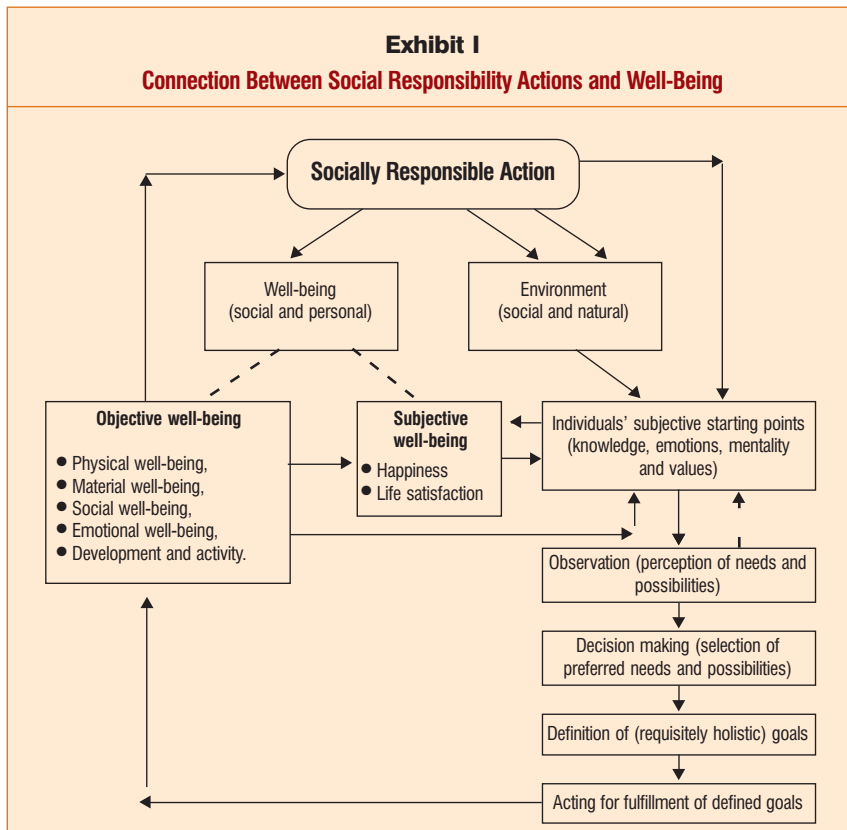 Exhibit I
Connection Between Social Responsibility Actions and Well-Being
Socially Responsible Action
Well-being
(social and personal)
Environment
(social and natural)
Objective well-being
● Physical well-being,
● Material well-being,
● Social well-being,
● Emotional well-being,
● Development and activity.
Subjective
well-being
● Happiness
● Life satisfaction
Individuals’ subjective starting points
(knowledge, emotions, mentality
and values)
Observation (perception of needs and
possibilities)
Decision making (selection of
preferred needs and possibilities)
Definition of (requisitely holistic) goals
Acting for fulfillment of defined goals